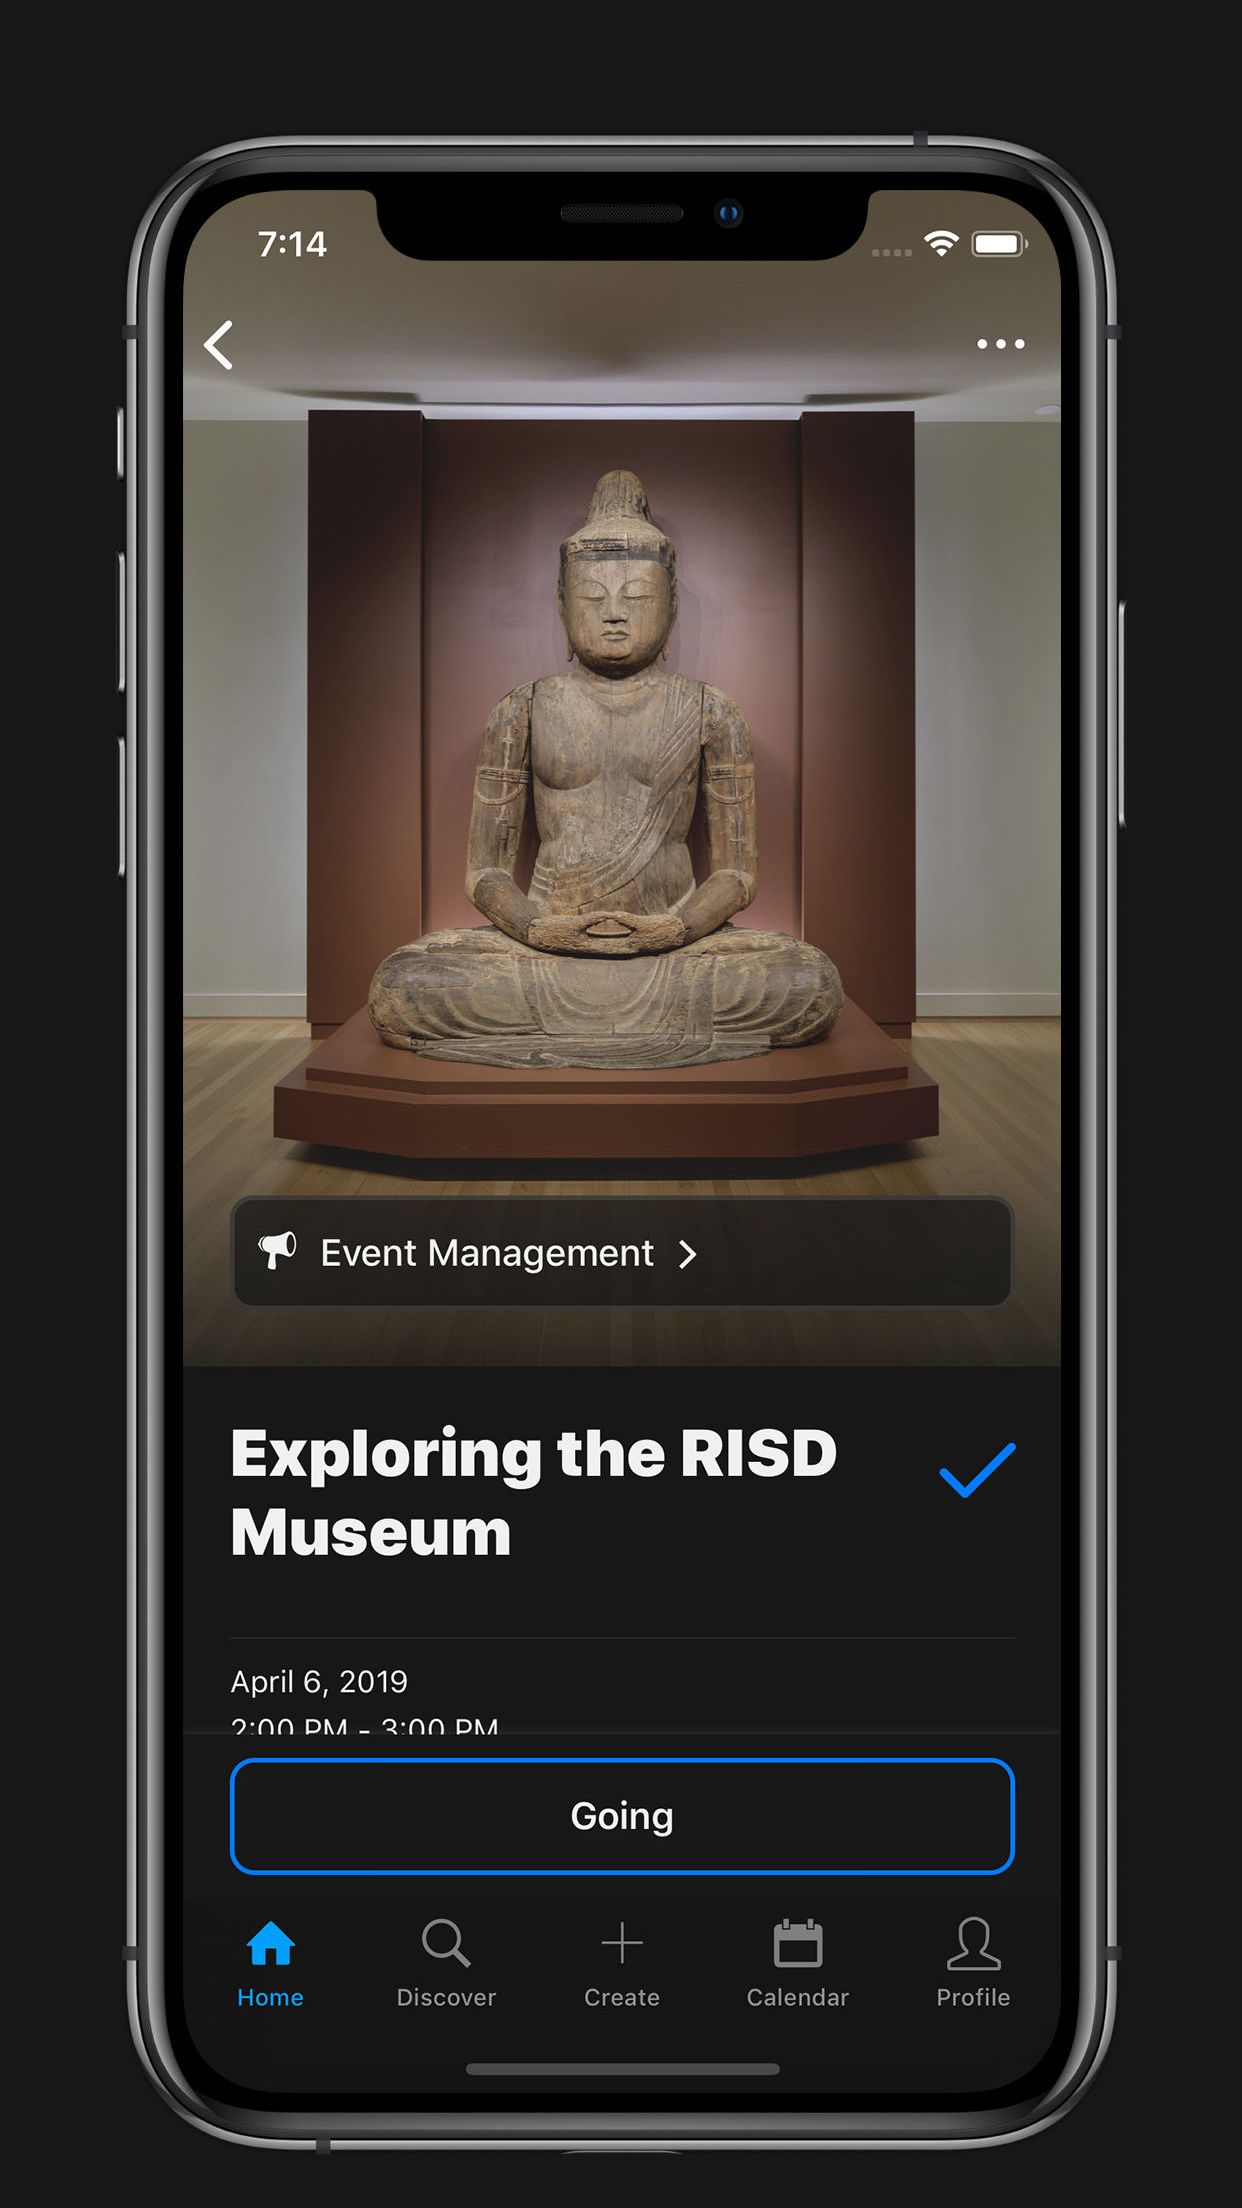 7:14
Event Management
Exploring the RISD
Museum
April 6, 2019
2:00 PM - 3:00 PM
Going
Home
Discover
Create
Calendar
Profile